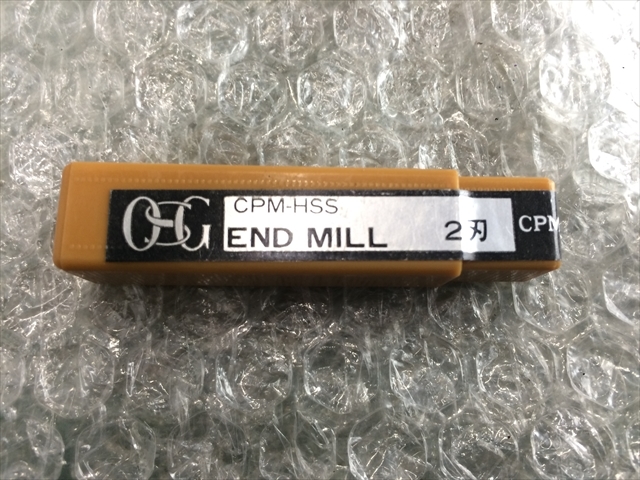 OSG
CPM-HSS
END MILL 2刃
CPM